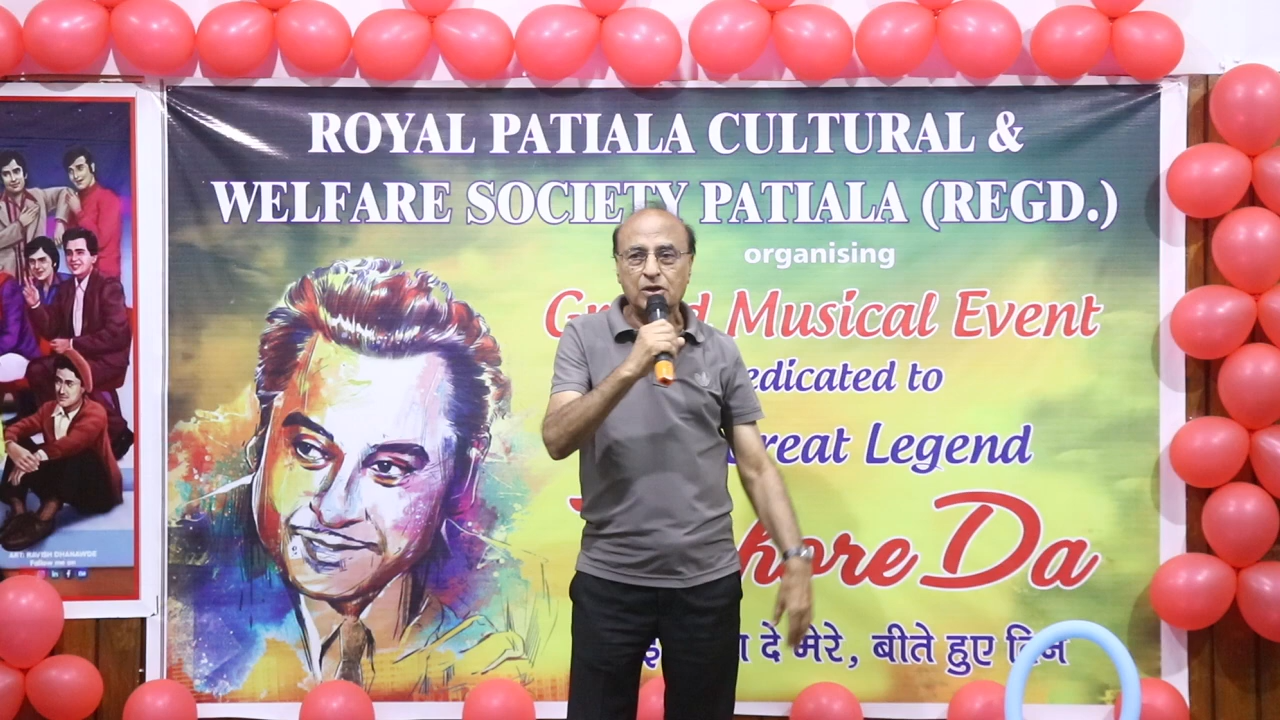 ROYAL PATIALA CULTURAL &
WELFARE SOCIETY PATIALA (REGD.)
organising
Musical Event
edicated to
reat Legend
hore Da
दे मेरे, बीते हुए दिन
ART: RAVISH DHANAWDE
Follow me on